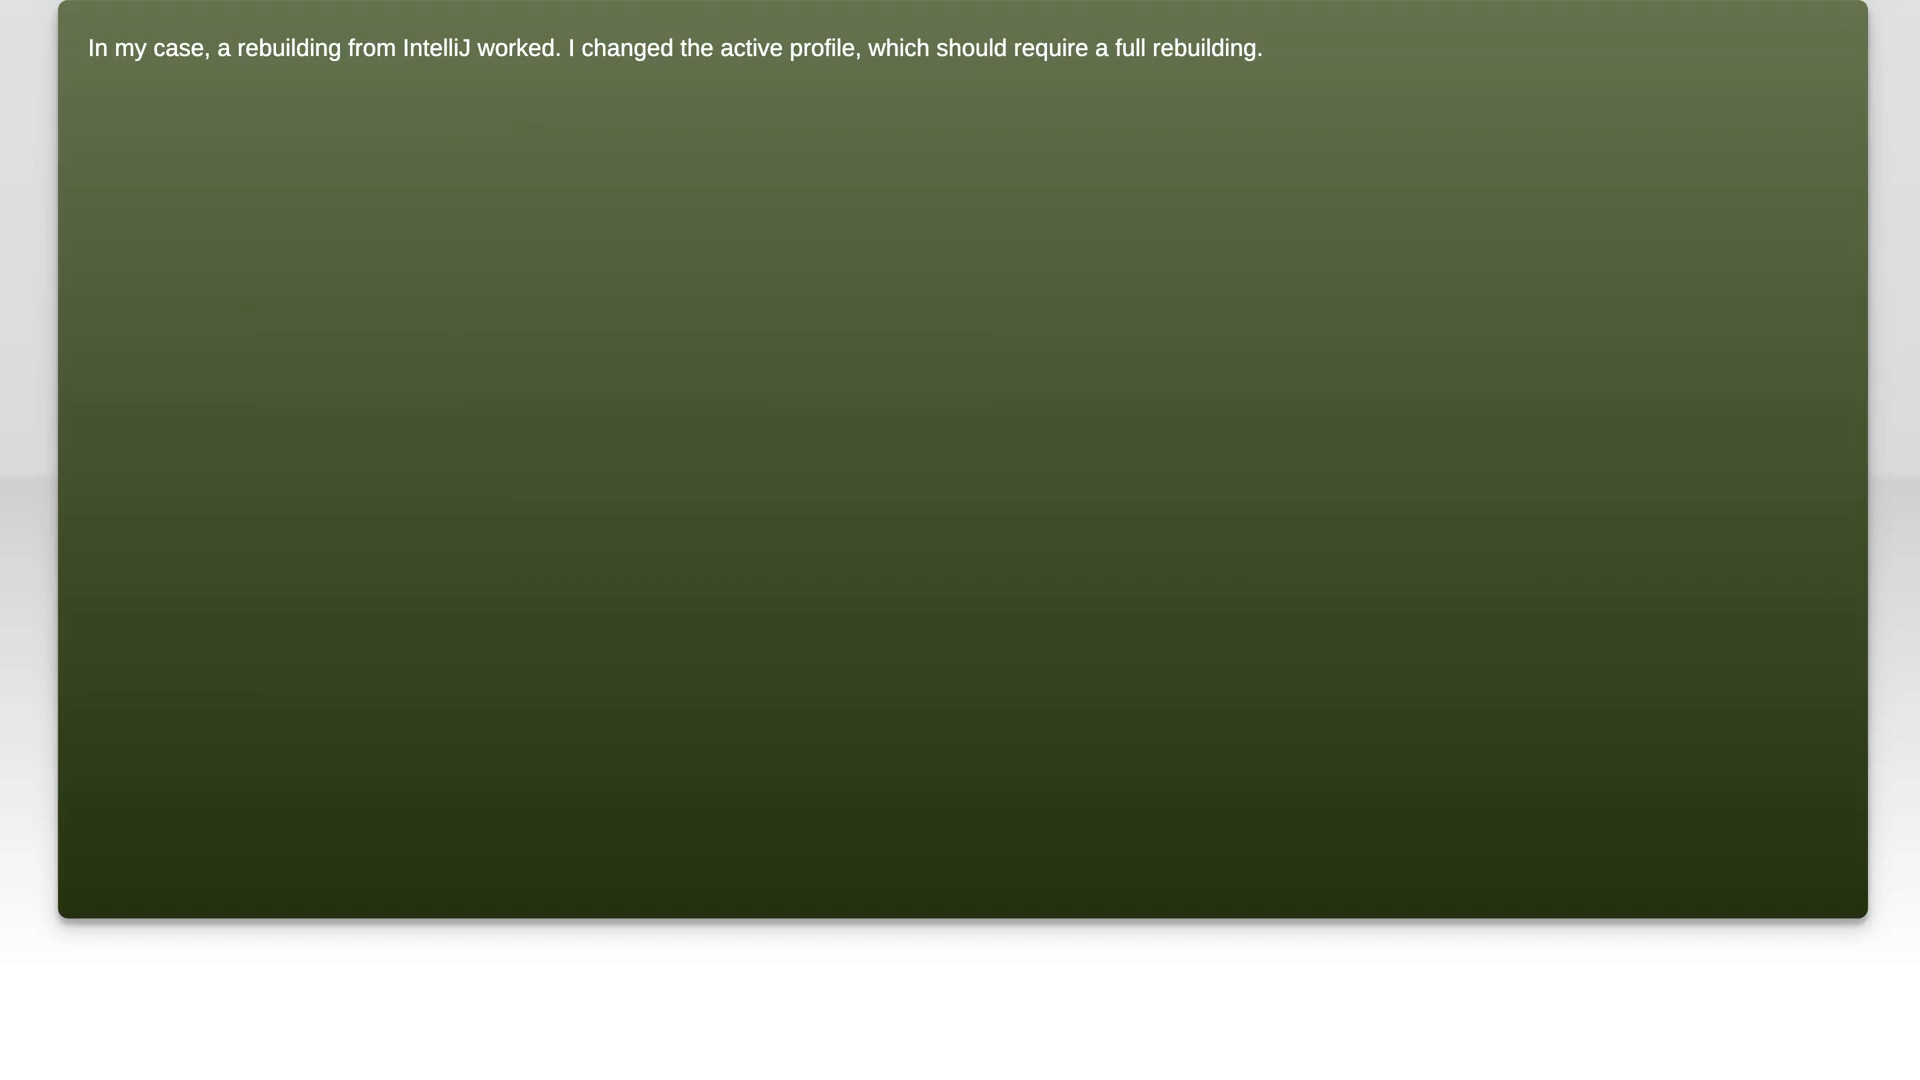 In my case, a rebuilding from IntelliJ worked. I changed the active profile, which should require a full rebuilding.